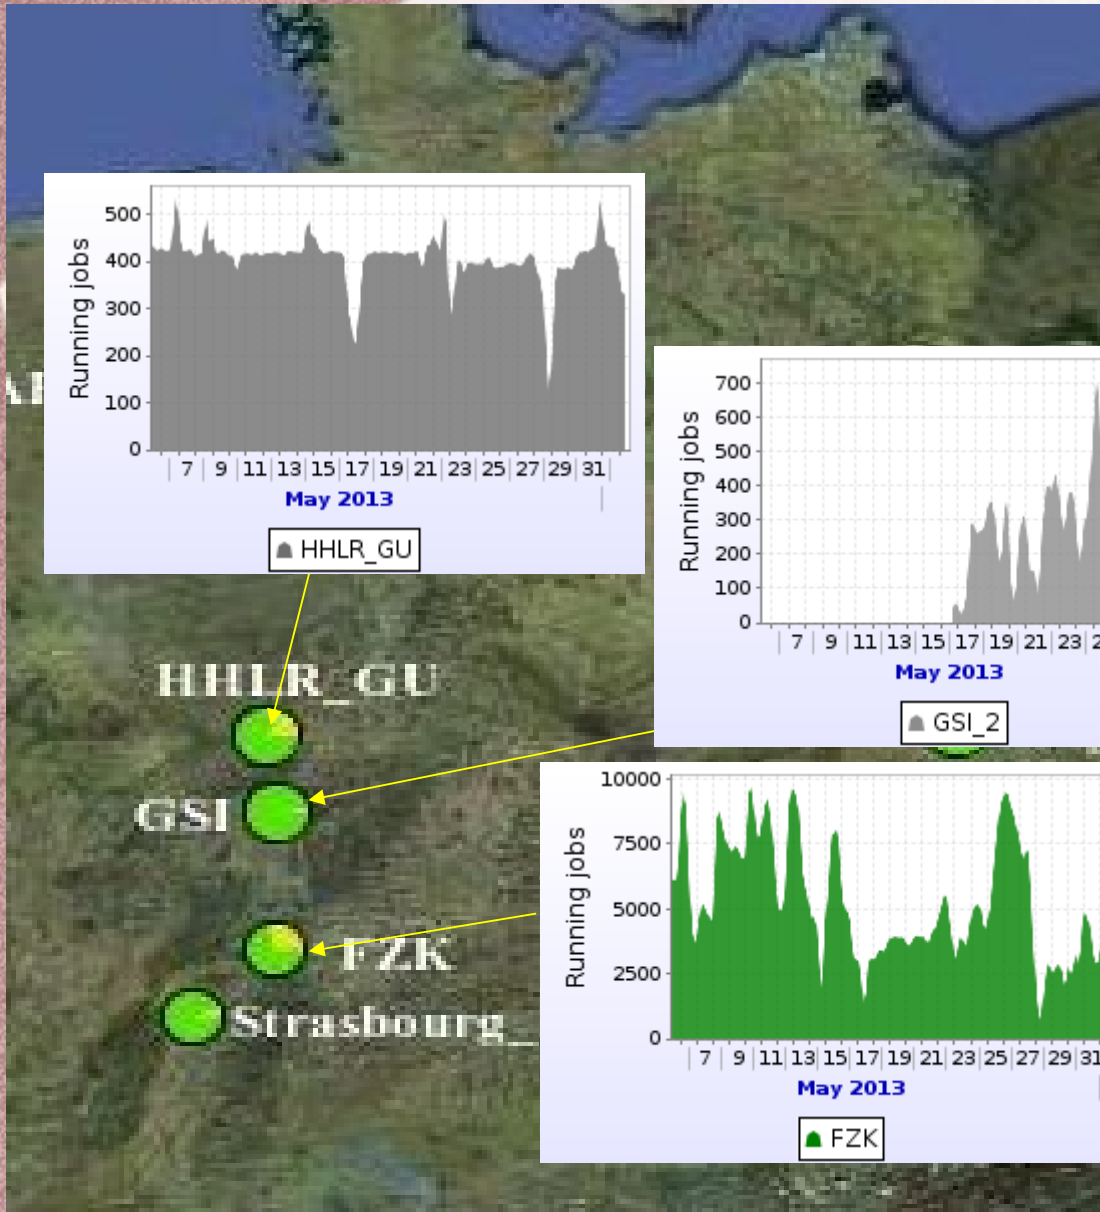 500
400
300
200
100
0
Running jobs
7 9 11 13 15 17 19 21 23 25 27 29 31
May 2013
HHLR_GU
700
600
500
400
300
200
100
0
Running jobs
7 9 11 13 15 17 19 21 23
May 2013
GSI_2
HHLR_GU
GSI
FZK
Strasbourg_
10000
7500
5000
2500
0
Running jobs
7 9 11 13 15 17 19 21 23 25 27 29 31
May 2013
FZK